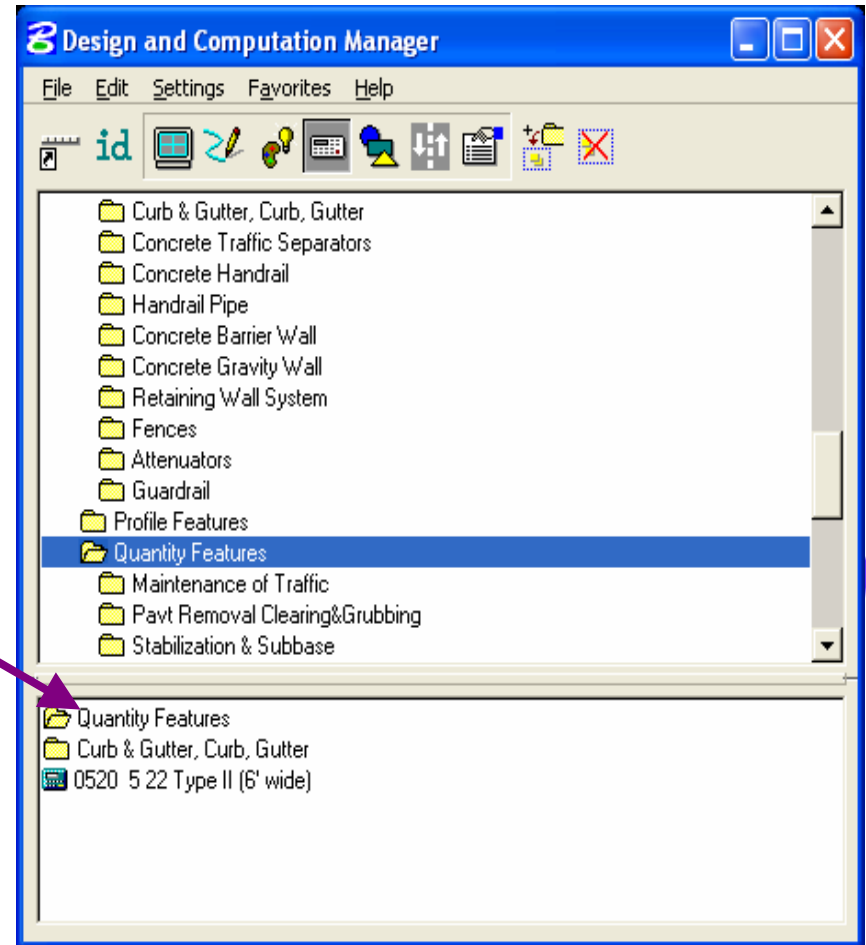 Design and Computation Manager
File Edit Settings Favorites Help
id
Curb & Gutter, Curb, Gutter
Concrete Traffic Separators
Concrete Handrail
Handrail Pipe
Concrete Barrier Wall
Concrete Gravity Wall
Retaining Wall System
Fences
Attenuators
Guardrail
Profile Features
Quantity Features
Maintenance of Traffic
Pavt Removal Clearing&Grubbing
Stabilization & Subbase
Quantity Features
Curb & Gutter, Curb, Gutter
0520 5 22 Type II (6' wide)